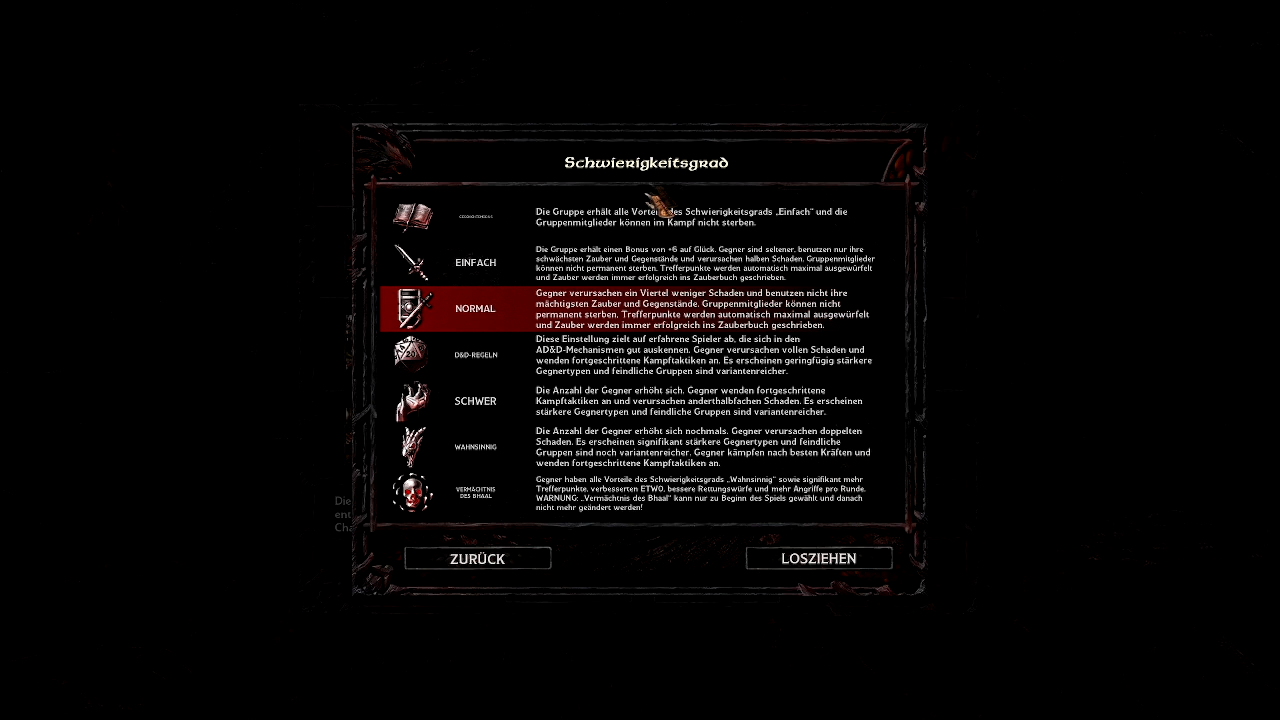 Schwierigkeitsgrad
GESCHICHTSMODUS
Die Gruppe erhält alle Vorteile des Schwierigkeitsgrads „Einfach“ und die
Gruppenmitglieder können im Kampf nicht sterben.
EINFACH
Die Gruppe erhält einen Bonus von +6 auf Glück. Gegner sind seltener, benutzen nur ihre
schwächsten Zauber und Gegenstände und verursachen halben Schaden. Gruppenmitglieder
können nicht permanent sterben. Trefferpunkte werden automatisch maximal ausgewürfelt
und Zauber werden immer erfolgreich ins Zauberbuch geschrieben.
NORMAL
Gegner verursachen ein Viertel weniger Schaden und benutzen nicht ihre
mächtigsten Zauber und Gegenstände. Gruppenmitglieder können nicht
permanent sterben. Trefferpunkte werden automatisch maximal ausgewürfelt
und Zauber werden immer erfolgreich ins Zauberbuch geschrieben.
D&D-REGELN
Diese Einstellung zielt auf erfahrene Spieler ab, die sich in den
AD&D-Mechanismen gut auskennen. Gegner verursachen vollen Schaden und
wenden fortgeschrittene Kampftaktiken an. Es erscheinen geringfügig stärkere
Gegnertypen und feindliche Gruppen sind variantenreicher.
SCHWER
Die Anzahl der Gegner erhöht sich. Gegner wenden fortgeschrittene
Kampftaktiken an und verursachen anderthalbfachen Schaden. Es erscheinen
stärkere Gegnertypen und feindliche Gruppen sind variantenreicher.
WAHNSINNIG
Die Anzahl der Gegner erhöht sich nochmals. Gegner verursachen doppelten
Schaden. Es erscheinen signifikant stärkere Gegnertypen und feindliche
Gruppen sind noch variantenreicher. Gegner kämpfen nach besten Kräften und
wenden fortgeschrittene Kampftaktiken an.
VERMÄCHTNIS
DES BHAAL
Gegner haben alle Vorteile des Schwierigkeitsgrads „Wahnsinnig“ sowie signifikant mehr
Trefferpunkte, verbesserten ETW0, bessere Rettungswürfe und mehr Angriffe pro Runde.
WARNUNG: „Vermächtnis des Bhaal“ kann nur zu Beginn des Spiels gewählt und danach
nicht mehr geändert werden!
Die
ent
Cha
ZURÜCK
LOSZIEHEN